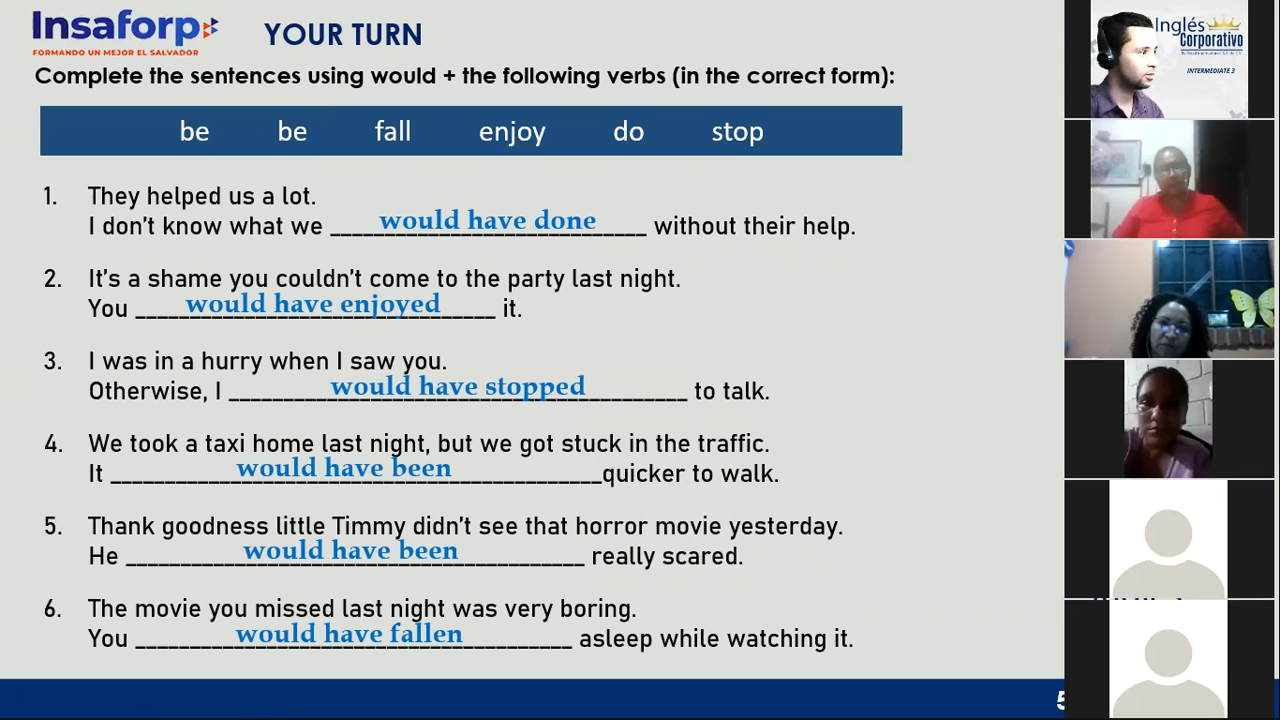 Insaforp
FORMANDO UN MEJOR EL SALVADOR
YOUR TURN
Complete the sentences using would + the following verbs (in the correct form):
be be fall enjoy do stop
1. They helped us a lot.
I don't know what we would have done without their help.
2. It's a shame you couldn't come to the party last night.
You would have enjoyed it.
3. I was in a hurry when I saw you.
Otherwise, I would have stopped to talk.
4. We took a taxi home last night, but we got stuck in the traffic.
It would have been quicker to walk.
5. Thank goodness little Timmy didn't see that horror movie yesterday.
He would have been really scared.
6. The movie you missed last night was very boring.
You would have fallen asleep while watching it.
5
Inglés
Corporativo
INTERMEDIATE 3